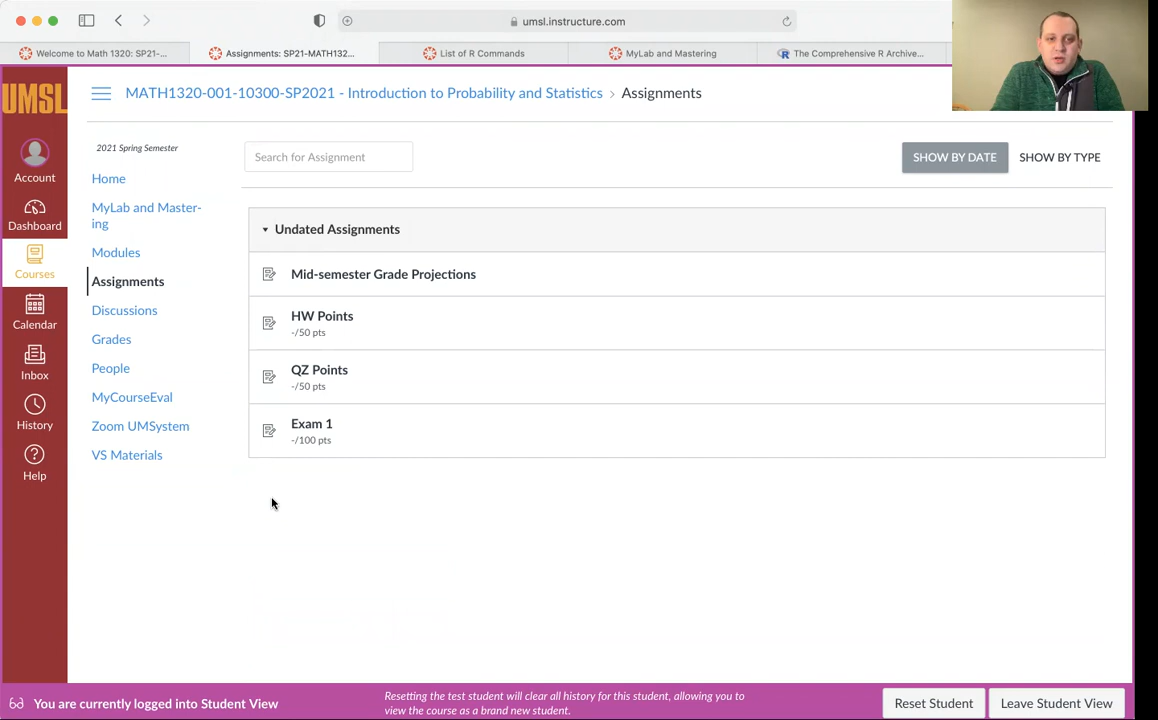 umsl.instructure.com
Welcome to Math 1320: SP21-...
Assignments: SP21-MATH132...
List of R Commands
MyLab and Mastering
The Comprehensive R Archive...
UMSL
MATH1320-001-10300-SP2021 - Introduction to Probability and Statistics > Assignments
Account
Dashboard
Courses
Calendar
Inbox
History
Help
2021 Spring Semester
Home
MyLab and Master-
ing
Modules
Assignments
Discussions
Grades
People
MyCourseEval
Zoom UMSystem
VS Materials
Search for Assignment
SHOW BY DATE
SHOW BY TYPE
Undated Assignments
Mid-semester Grade Projections
HW Points
-/50 pts
QZ Points
-/50 pts
Exam 1
-/100 pts
You are currently logged into Student View
Resetting the test student will clear all history for this student, allowing you to
view the course as a brand new student.
Reset Student
Leave Student View